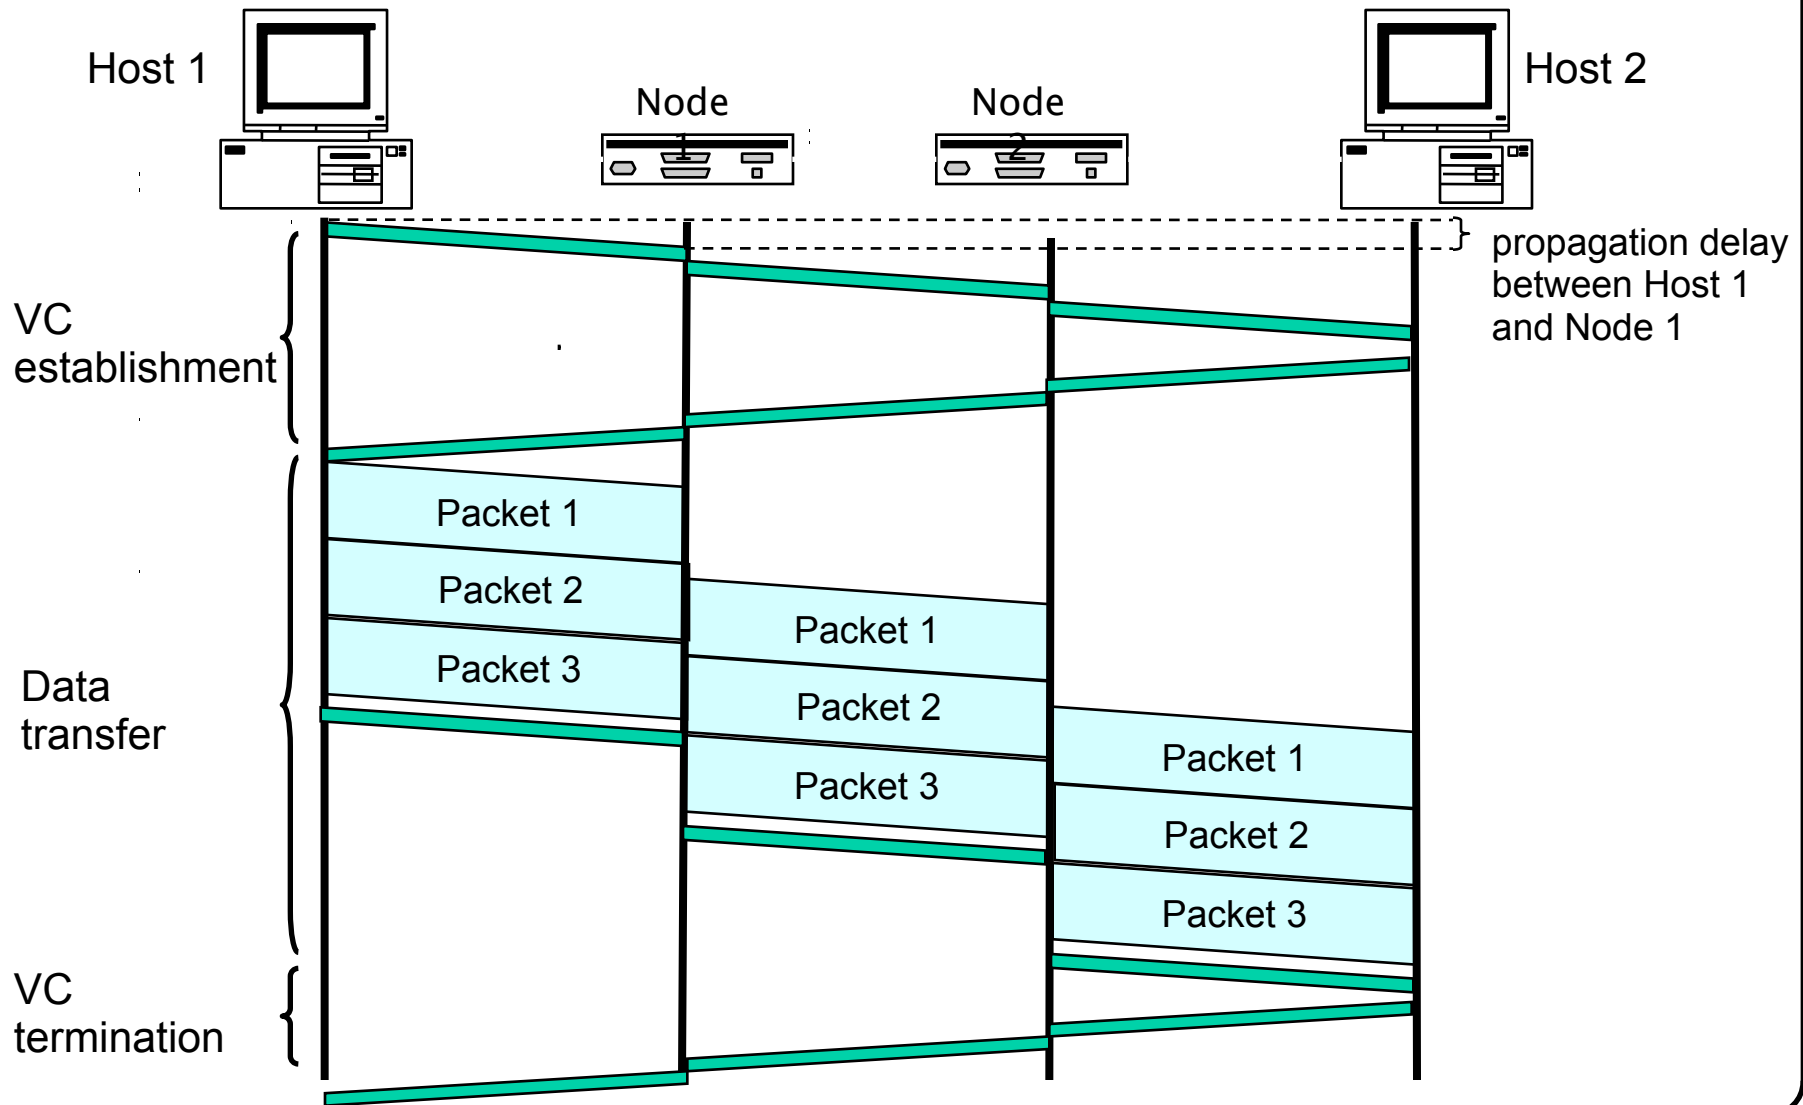 Host 1
Node
1
Node
2
Host 2
propagation delay
between Host 1
and Node 1
VC
establishment
Packet 1
Packet 2
Packet 3
Packet 1
Packet 2
Packet 3
Packet 1
Packet 2
Packet 3
Data
transfer
VC
termination